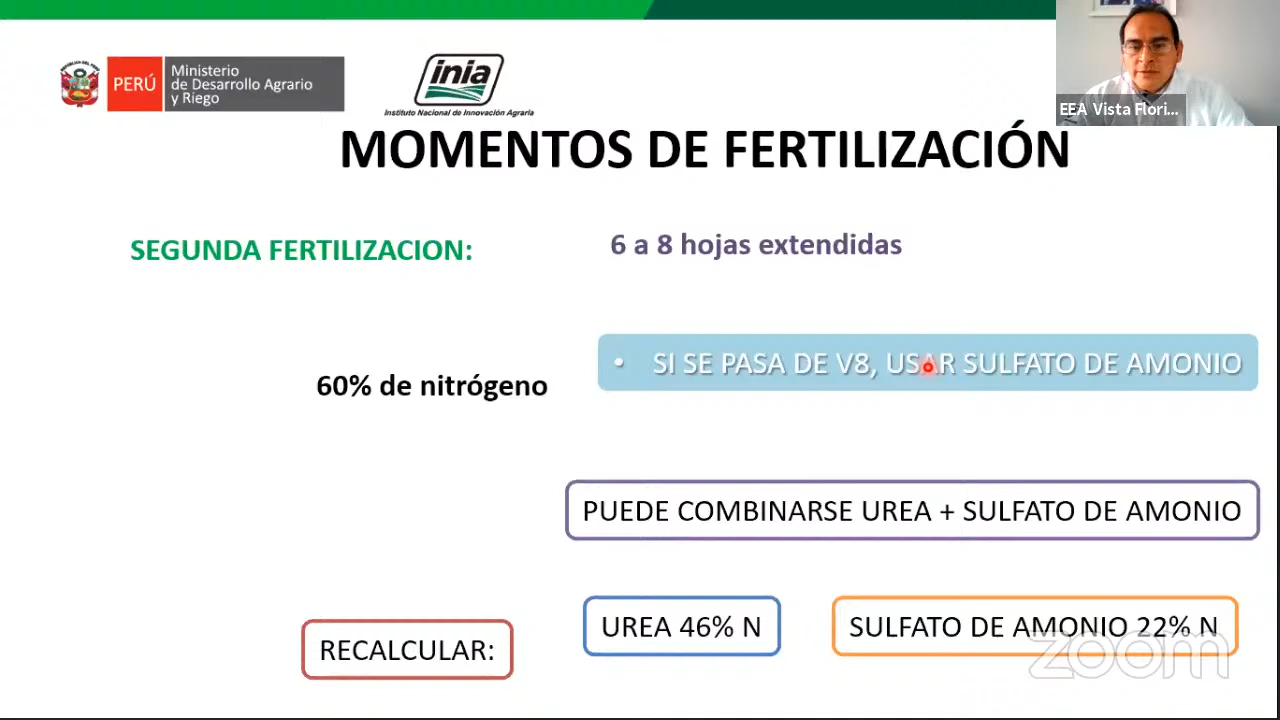 PERÚ
Ministerio
de Desarrollo Agrario
y Riego
inia
Instituto Nacional de Innovación Agraria
EEA Vista Flori...
MOMENTOS DE FERTILIZACIÓN
SEGUNDA FERTILIZACION:
6 a 8 hojas extendidas
• SI SE PASA DE V8, USAR SULFATO DE AMONIO
60% de nitrógeno
PUEDE COMBINARSE UREA + SULFATO DE AMONIO
UREA 46% N
SULFATO DE AMONIO 22% N
RECALCULAR:
zoom